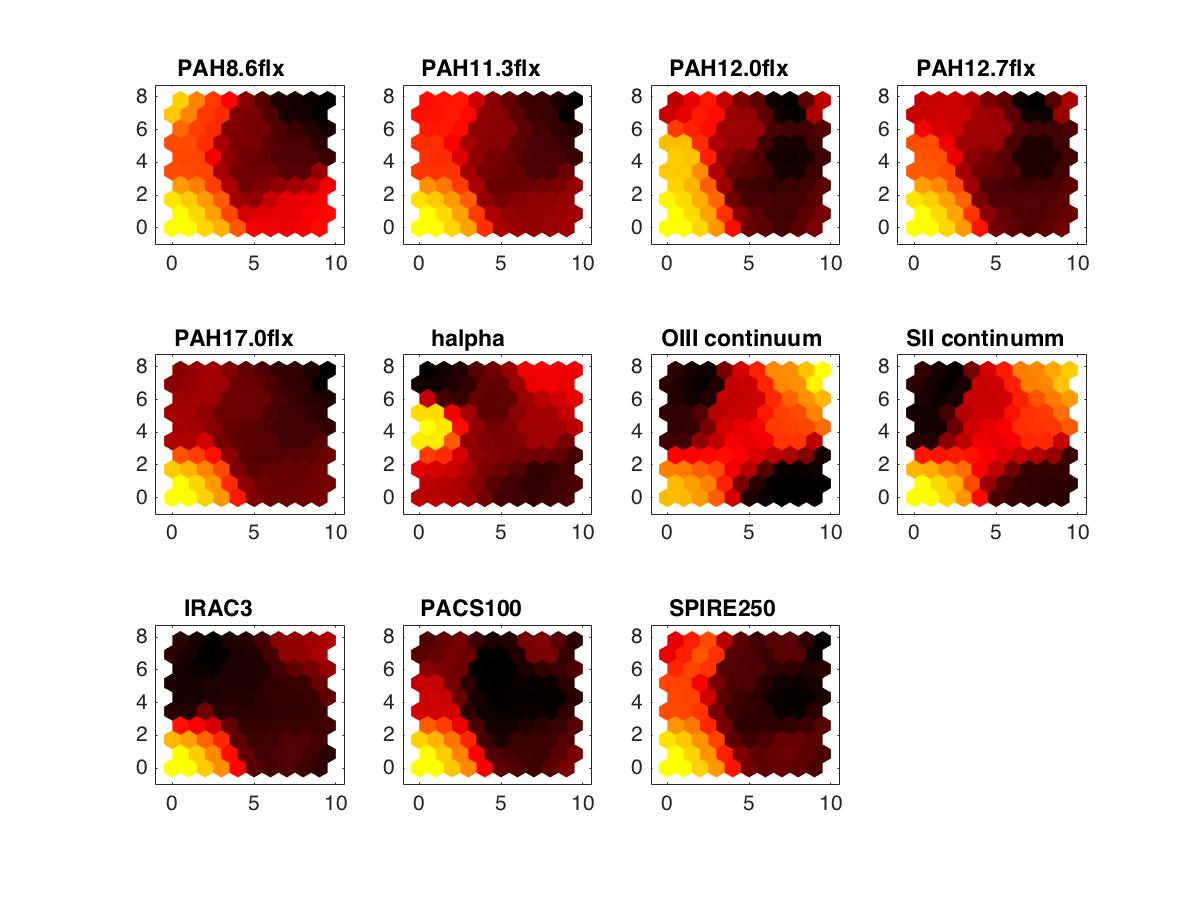 PAH8.6flx PAH11.3flx PAH12.0flx PAH12.7flx
8 8 8 8
6 6 6 6
4 4 4 4
2 2 2 2
0 0 0 0
0 5 10 0 5 10 0 5 10 0 5 10
PAH17.0flx halpha OIII continuum SII continumm
8 8 8 8
6 6 6 6
4 4 4 4
2 2 2 2
0 0 0 0
0 5 10 0 5 10 0 5 10 0 5 10
IRAC3 PACS100 SPIRE250
8 8 8
6 6 6
4 4 4
2 2 2
0 0 0
0 5 10 0 5 10 0 5 10